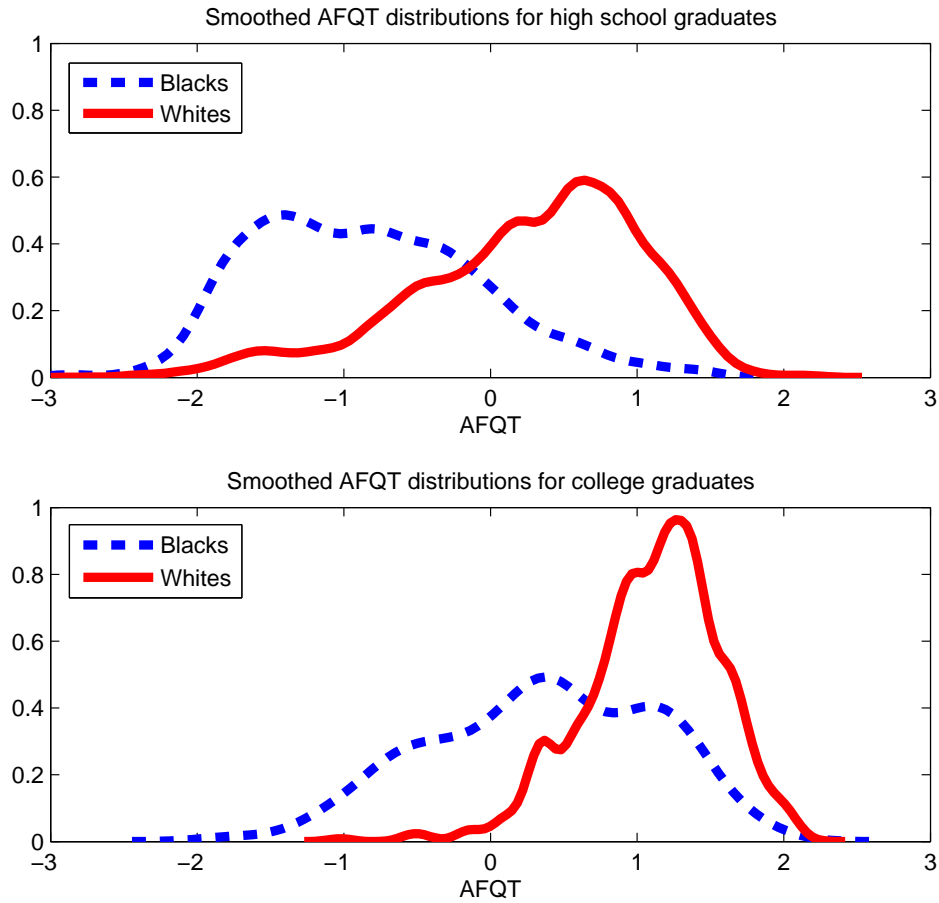 Smoothed AFQT distributions for high school graduates
1
0.8
0.6
0.4
0.2
0
Blacks
Whites
−3 −2 −1 0 1 2 3
AFQT
Smoothed AFQT distributions for college graduates
1
0.8
0.6
0.4
0.2
0
Blacks
Whites
−3 −2 −1 0 1 2 3
AFQT